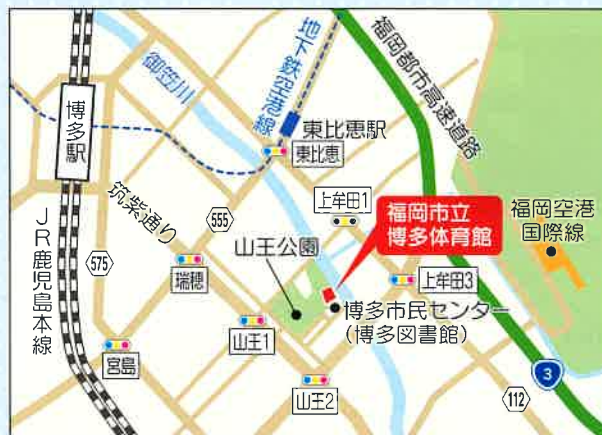 地下鉄空港線
福岡都市高速道路
御笠川
博多駅
東比恵駅
東比恵
筑紫通り
555
上牟田1
福岡市立
博多体育館
福岡空港
国際線
山王公園
575
JR鹿児島本線
瑞穂
上牟田3
博多市民センター
(博多図書館)
山王1
宮島
山王2
3
112